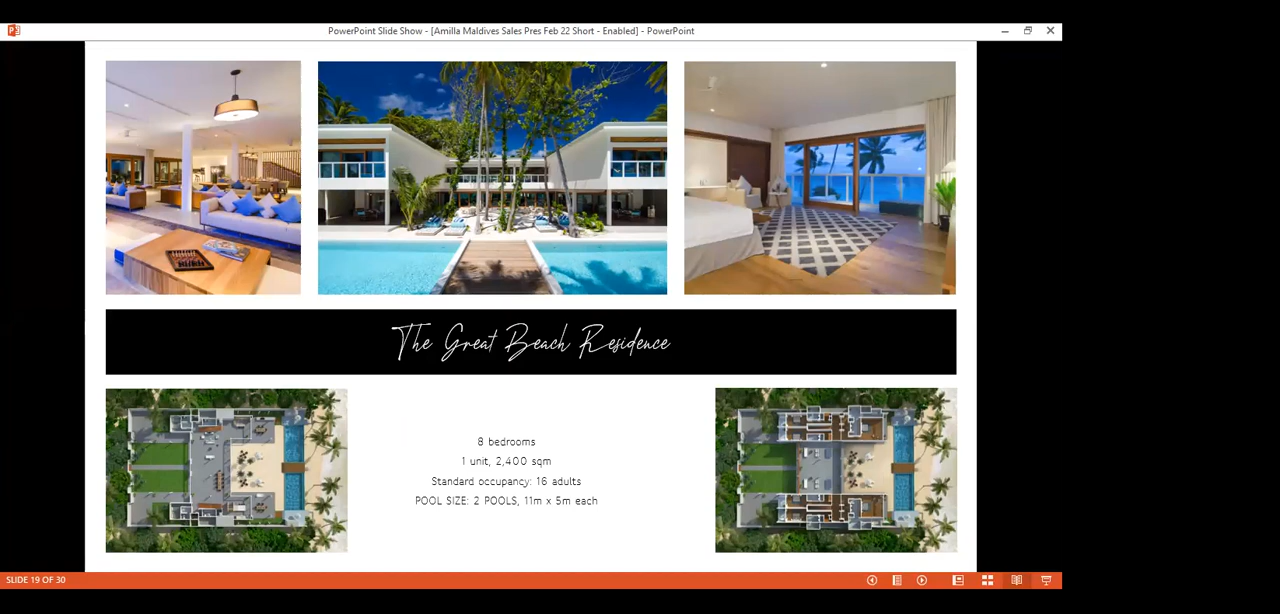 PowerPoint Slide Show - [Amilla Maldives Sales Pres Feb 22 Short - Enabled] - PowerPoint
The Great Beach Residence
8 bedrooms
1 unit, 2,400 sqm
Standard occupancy: 16 adults
POOL SIZE: 2 POOLS, 11m x 5m each
SLIDE 19 OF 30